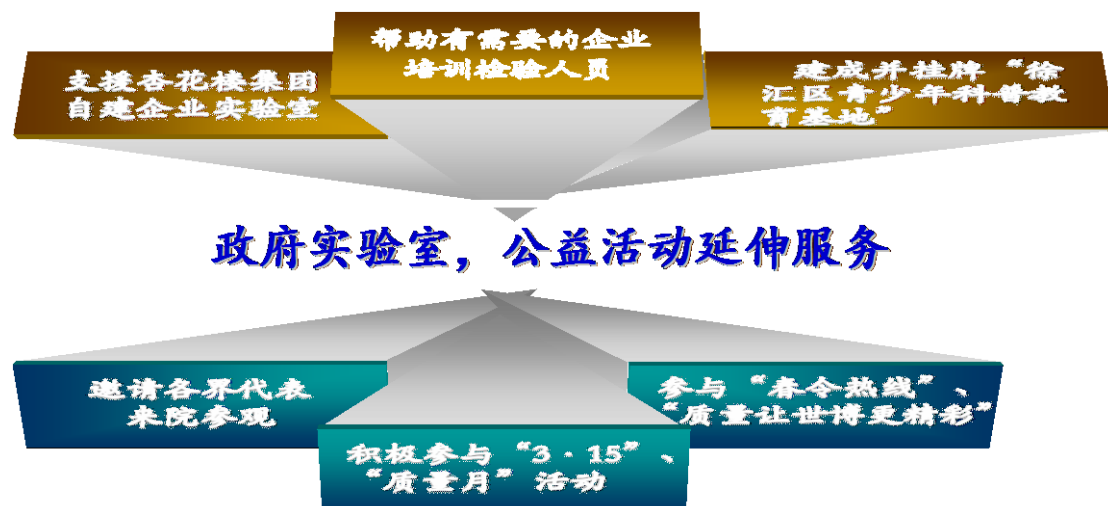 支援杏花楼集团
自建企业实验室
帮助有需要的企业
培训检验人员
建成并挂牌“徐
汇区青少年科普教
育基地”
政府实验室，公益活动延伸服务
邀请各界代表
来院参观
积极参与“3·15”、
“质量月”活动
参与“春令热线”、
“质量让世博更精彩”